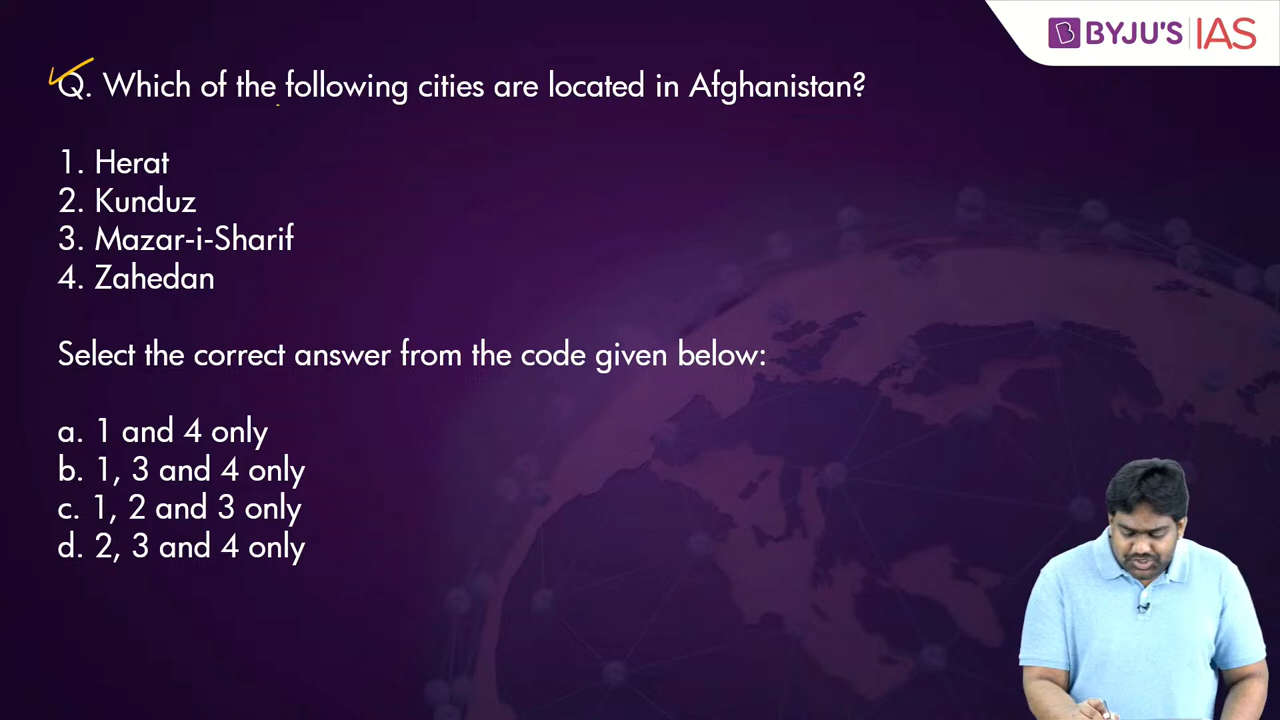 BYJU'S IAS
Q. Which of the following cities are located in Afghanistan?
1. Herat
2. Kunduz
3. Mazar-i-Sharif
4. Zahedan
Select the correct answer from the code given below:
a. 1 and 4 only
b. 1, 3 and 4 only
c. 1, 2 and 3 only
d. 2, 3 and 4 only